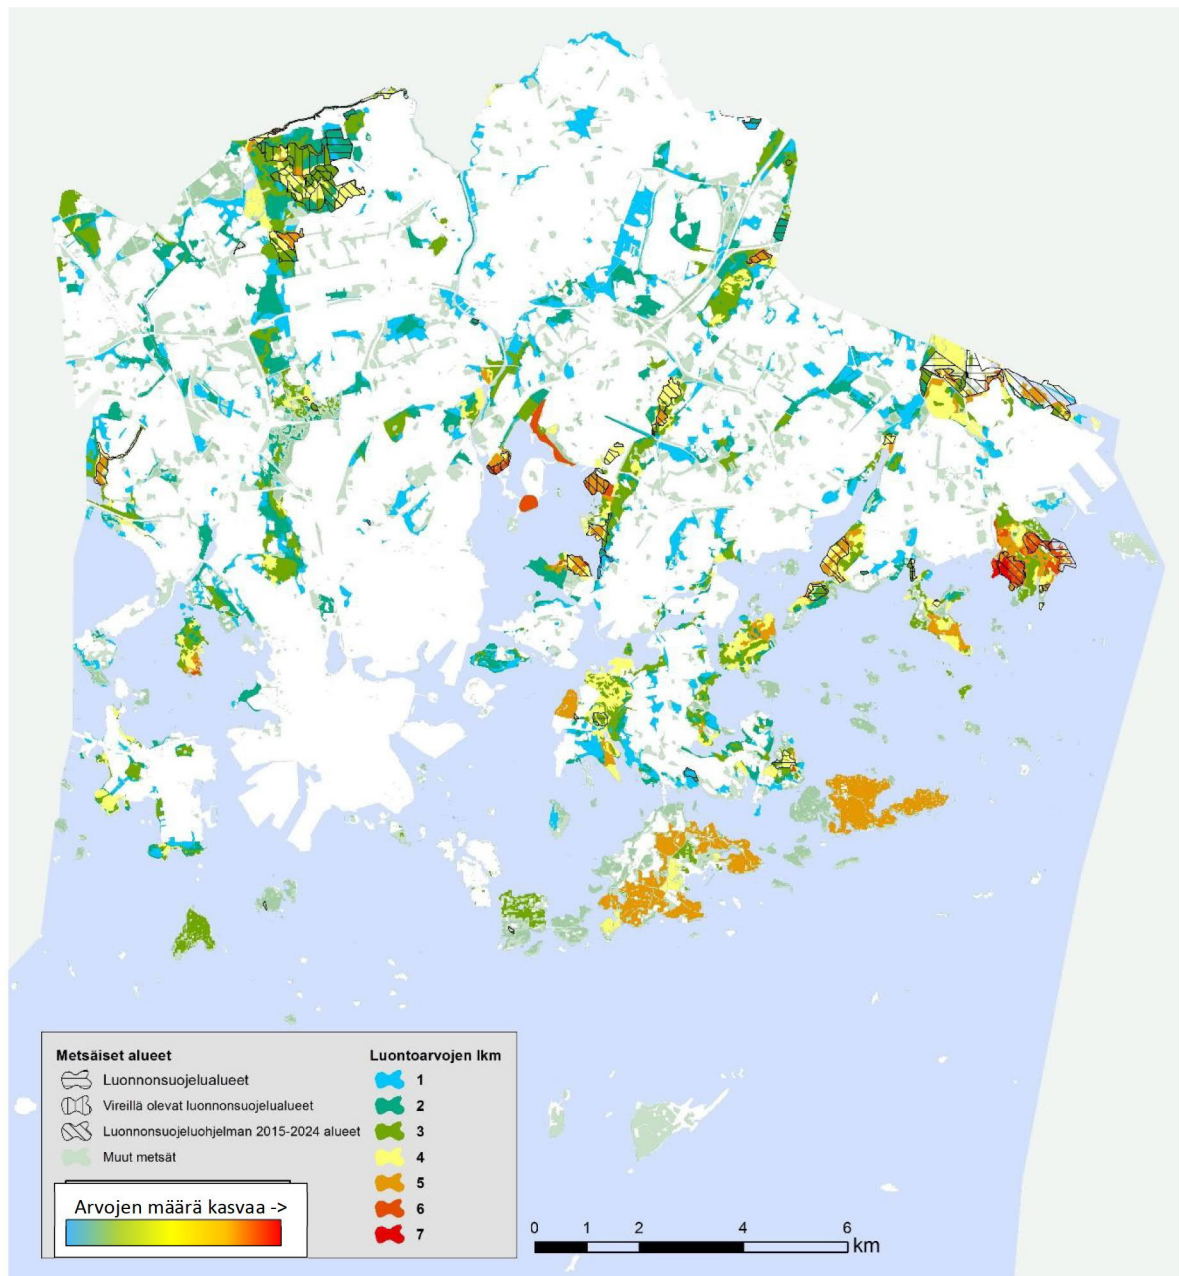 Metsäiset alueet
Luonnonsuojelualueet
Vireillä olevat luonnonsuojelualueet
Luonnonsuojeluohjelman 2015-2024 alueet
Muut metsät
Arvojen määrä kasvaa ->
Luontoarvojen lkm
1
2
3
4
5
6
7
0 1 2 4 6
km